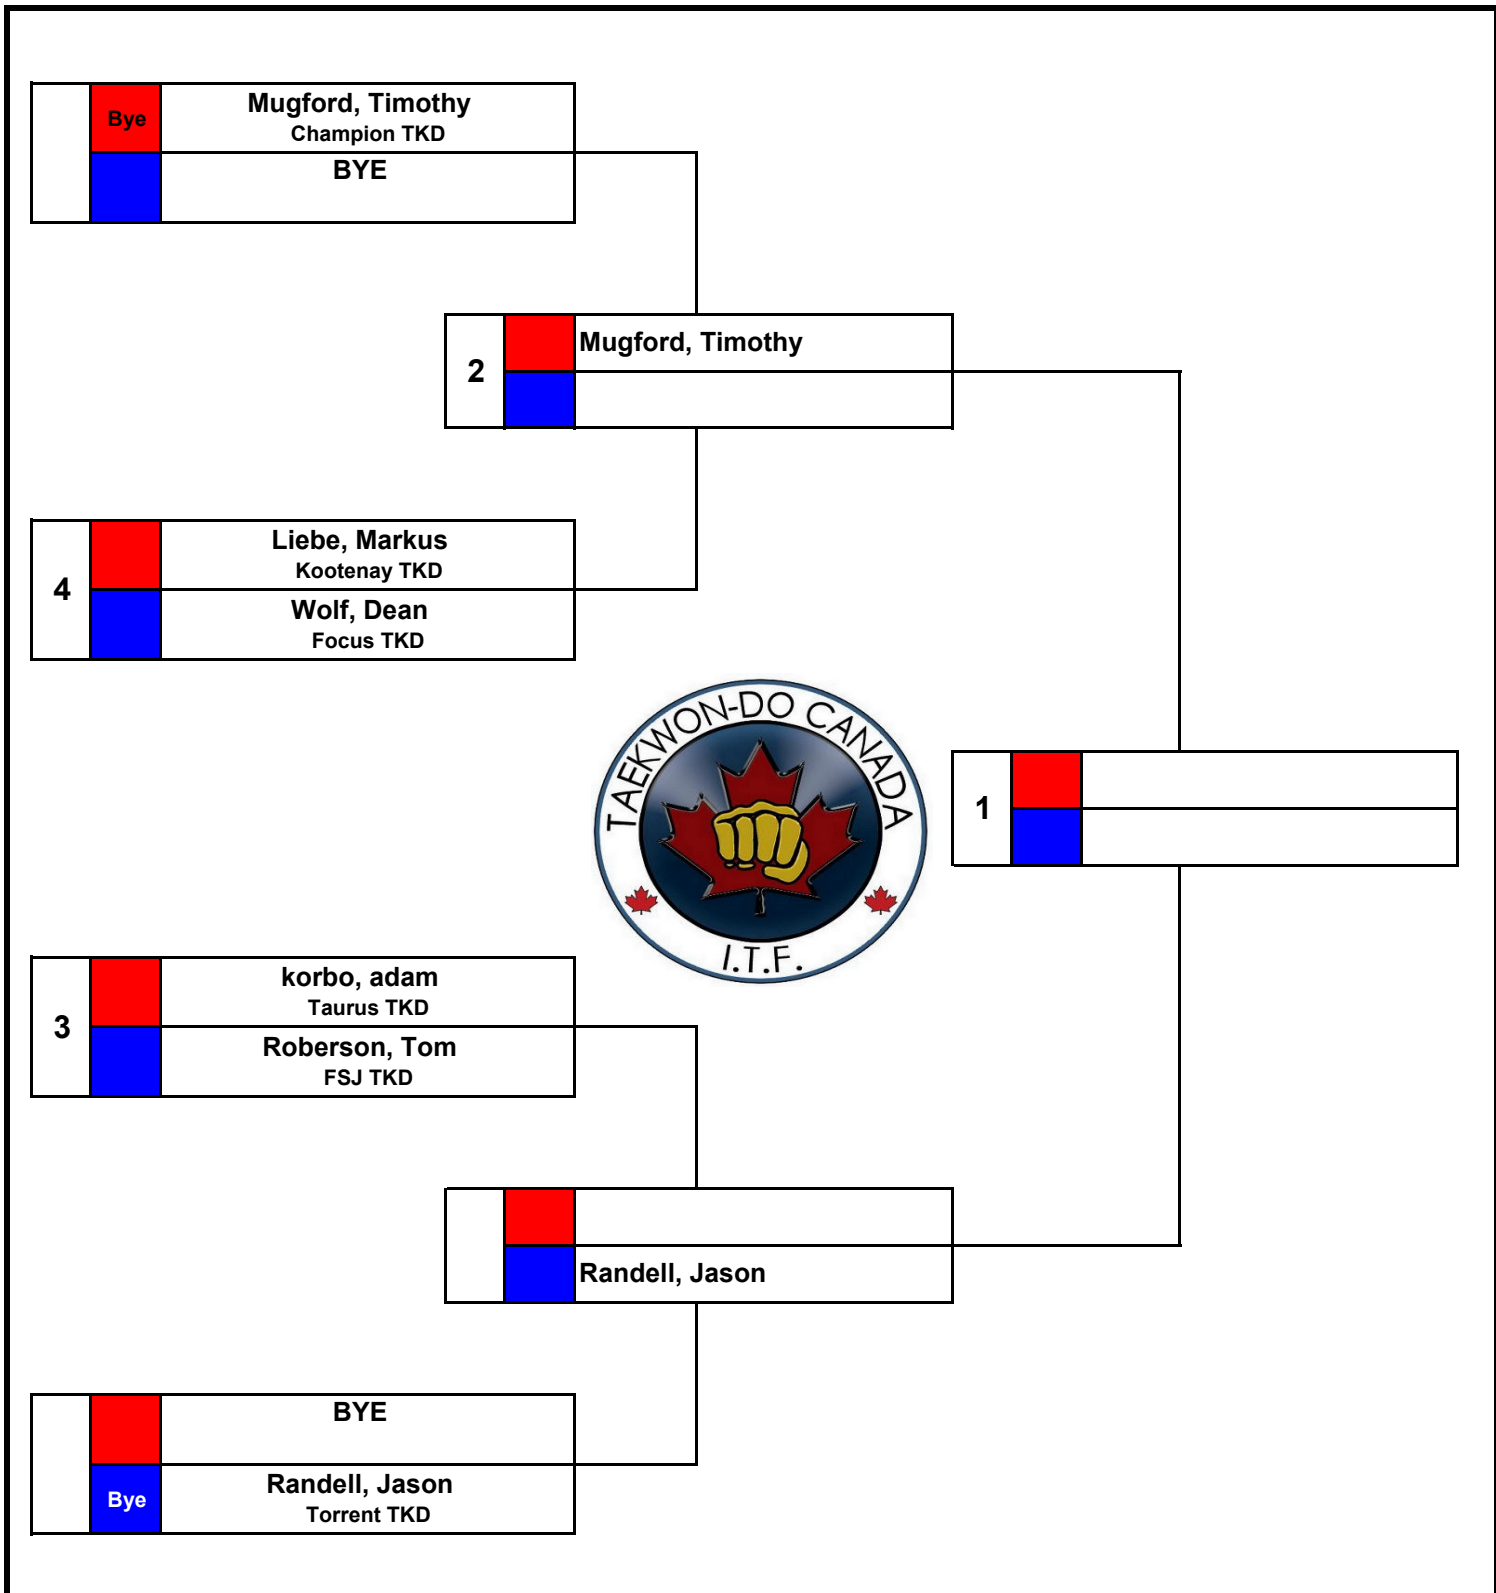 Bye
Mugford, Timothy
Champion TKD
BYE
2
Mugford, Timothy
4
Liebe, Markus
Kootenay TKD
Wolf, Dean
Focus TKD
TAEKWON-DO CANADA
I.T.F.
1
3
korbo, adam
Taurus TKD
Roberson, Tom
FSJ TKD
Randell, Jason
BYE
Bye
Randell, Jason
Torrent TKD